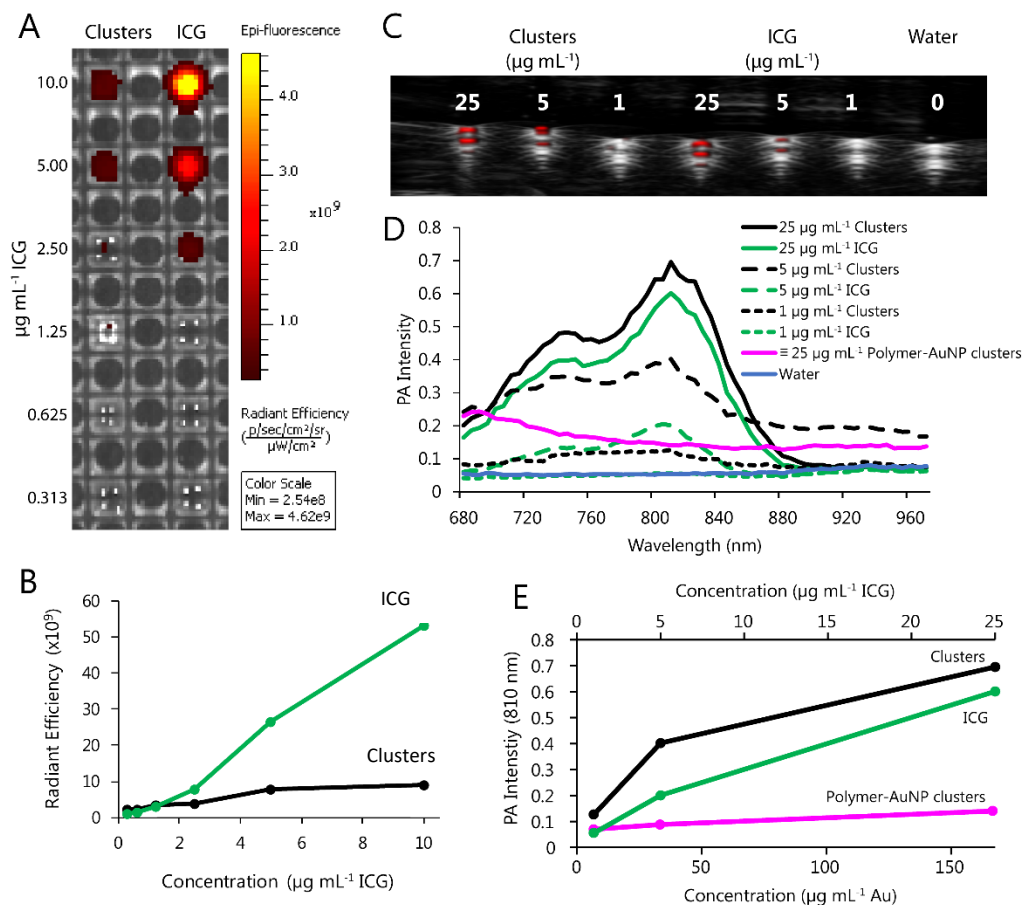 A
Clusters ICG
Epi-fluorescence
10.0
5.00
2.50
1.25
0.625
0.313
µg mL⁻¹ ICG
4.0
3.0
x10⁹
2.0
1.0
Radiant Efficiency
(p/sec/cm²/sr / µW/cm²)
Color Scale
Min = 2.54e8
Max = 4.62e9
B
ICG
Clusters
60
50
40
30
20
10
0
Radiant Efficiency (x10⁹)
0 2 4 6 8 10
Concentration (µg mL⁻¹ ICG)
C
Clusters ICG Water
(µg mL⁻¹) (µg mL⁻¹)
25 5 1 25 5 1 0
D
0.8
0.7
0.6
0.5
0.4
0.3
0.2
0.1
0
PA Intensity
25 µg mL⁻¹ Clusters
25 µg mL⁻¹ ICG
5 µg mL⁻¹ Clusters
5 µg mL⁻¹ ICG
1 µg mL⁻¹ Clusters
1 µg mL⁻¹ ICG
≡ 25 µg mL⁻¹ Polymer-AuNP clusters
Water
680 720 760 800 840 880 920 960
Wavelength (nm)
E
Concentration (µg mL⁻¹ ICG)
0 5 10 15 20 25
0.8
0.7
0.6
0.5
0.4
0.3
0.2
0.1
0
PA Intenstiy (810 nm)
Clusters
ICG
Polymer-AuNP clusters
50 100 150
Concentration (µg mL⁻¹ Au)